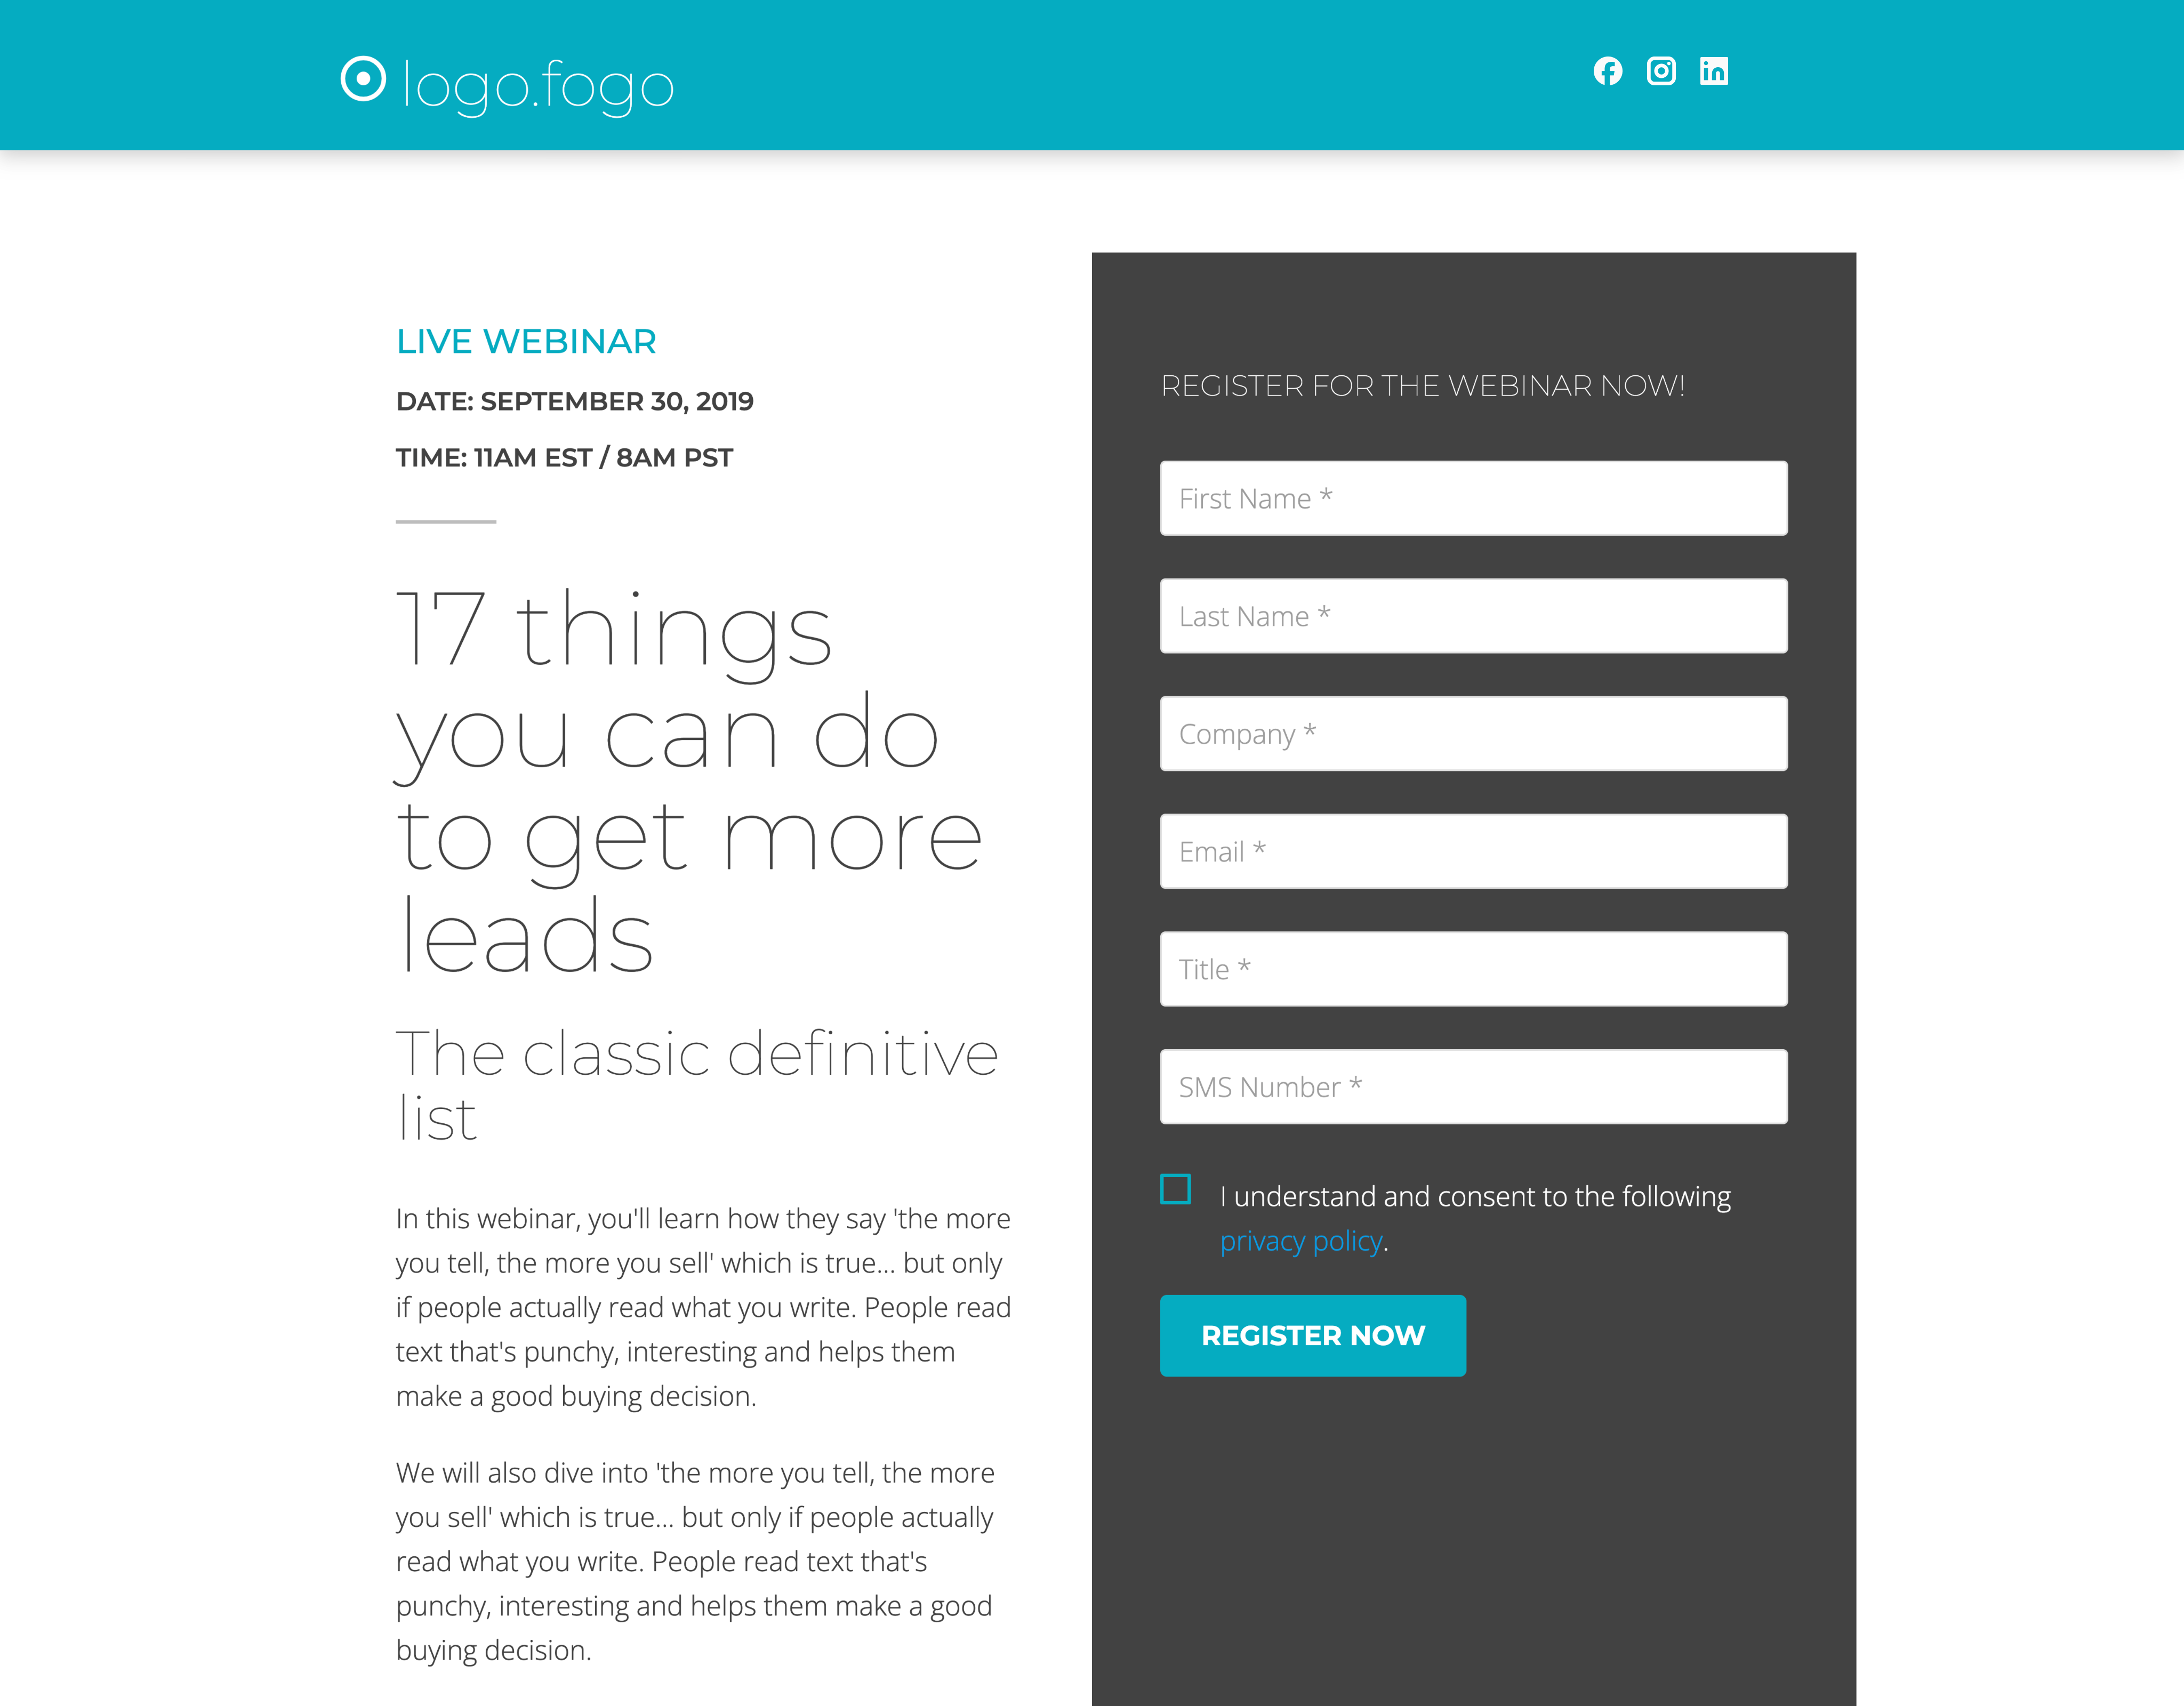 logo.fogo
LIVE WEBINAR
DATE: SEPTEMBER 30, 2019
TIME: 11AM EST / 8AM PST
17 things
you can do
to get more
leads
The classic definitive
list
In this webinar, you'll learn how they say 'the more
you tell, the more you sell' which is true... but only
if people actually read what you write. People read
text that's punchy, interesting and helps them
make a good buying decision.
We will also dive into 'the more you tell, the more
you sell' which is true... but only if people actually
read what you write. People read text that's
punchy, interesting and helps them make a good
buying decision.
REGISTER FOR THE WEBINAR NOW!
First Name *
Last Name *
Company *
Email *
Title *
SMS Number *
I understand and consent to the following
privacy policy.
REGISTER NOW